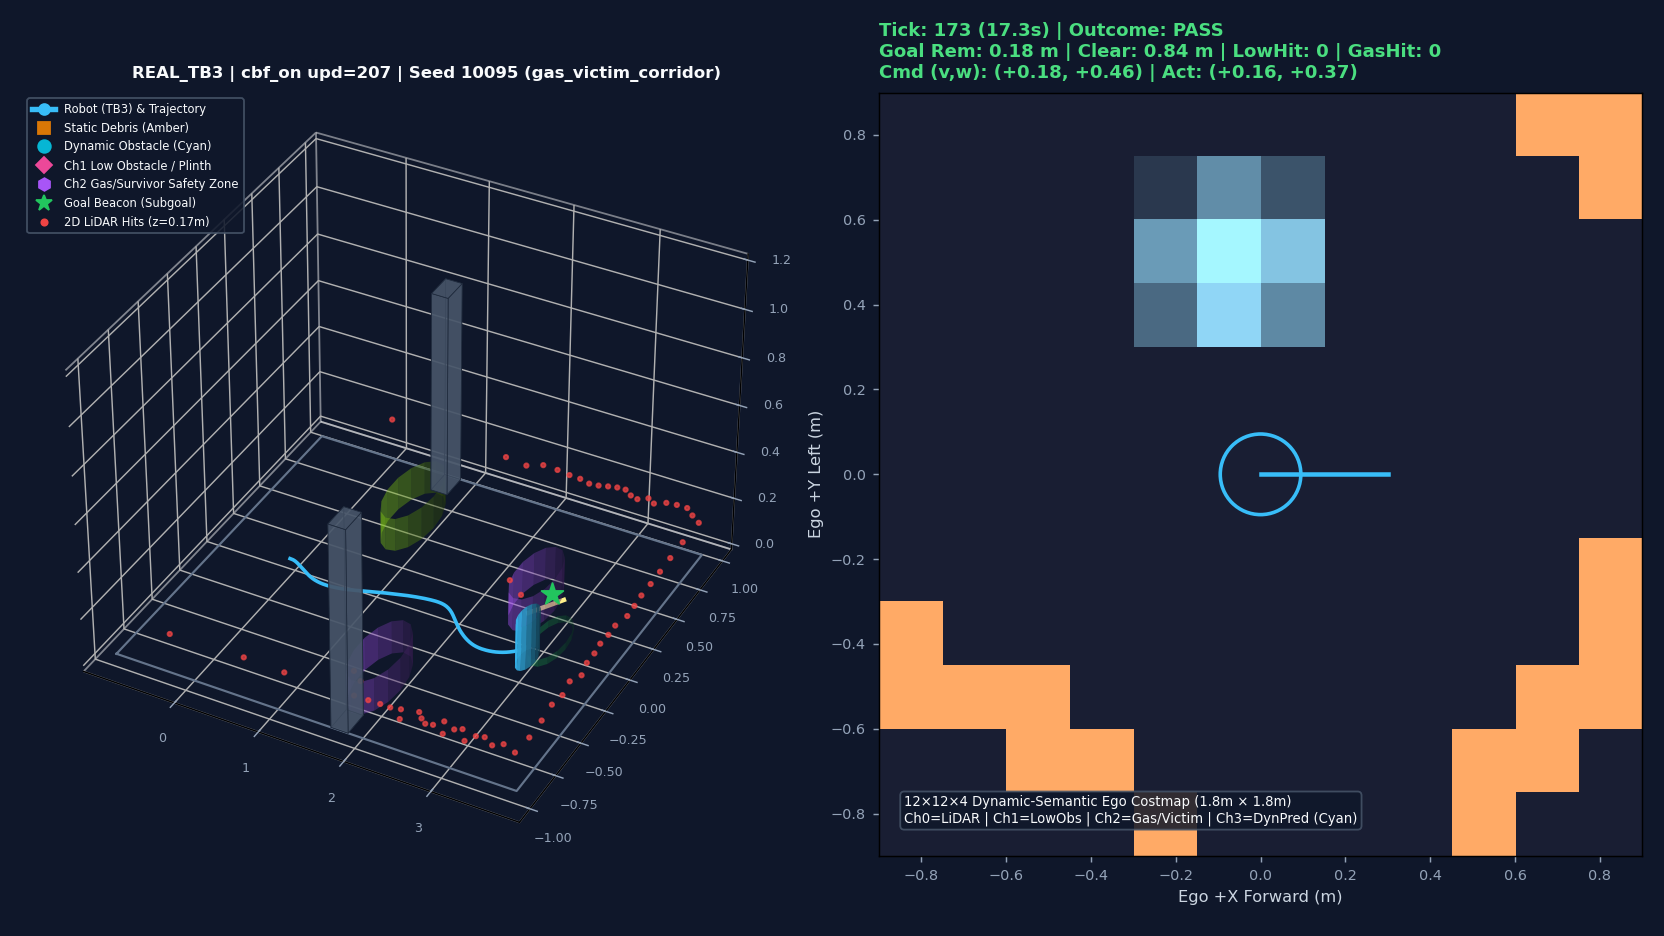 REAL_TB3 | cbf_on upd=207 | Seed 10095 (gas_victim_corridor)
Robot (TB3) & Trajectory
Static Debris (Amber)
Dynamic Obstacle (Cyan)
Ch1 Low Obstacle / Plinth
Ch2 Gas/Survivor Safety Zone
Goal Beacon (Subgoal)
2D LiDAR Hits (z=0.17m)
1.2
1.0
0.8
0.6
0.4
0.2
0.0
1.00
0.75
0.50
0.25
0.00
−0.25
−0.50
−0.75
−1.00
0
1
2
3
Tick: 173 (17.3s) | Outcome: PASS
Goal Rem: 0.18 m | Clear: 0.84 m | LowHit: 0 | GasHit: 0
Cmd (v,w): (+0.18, +0.46) | Act: (+0.16, +0.37)
Ego +Y Left (m)
0.8
0.6
0.4
0.2
0.0
−0.2
−0.4
−0.6
−0.8
12×12×4 Dynamic-Semantic Ego Costmap (1.8m × 1.8m)
Ch0=LiDAR | Ch1=LowObs | Ch2=Gas/Victim | Ch3=DynPred (Cyan)
−0.8
−0.6
−0.4
−0.2
0.0
0.2
0.4
0.6
0.8
Ego +X Forward (m)